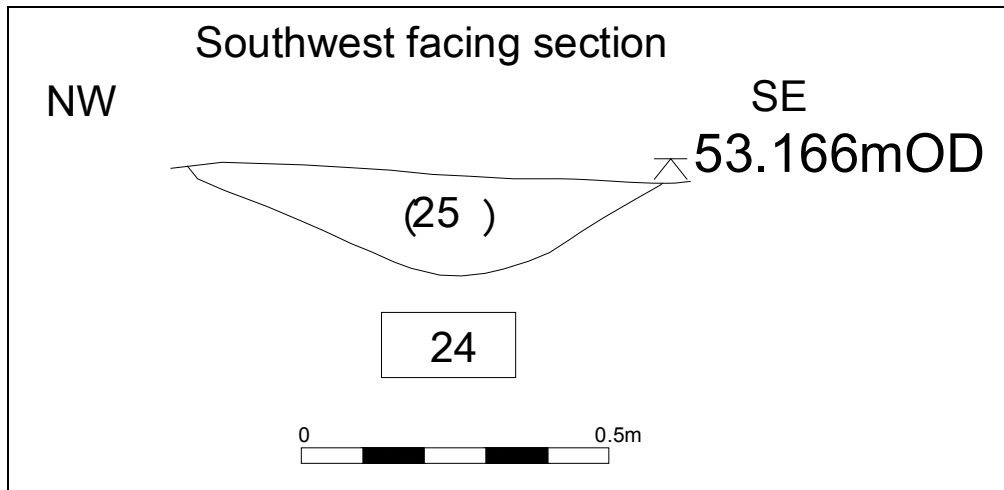 Southwest facing section
NW
SE
53.166mOD
(25 )
24
0 0.5m